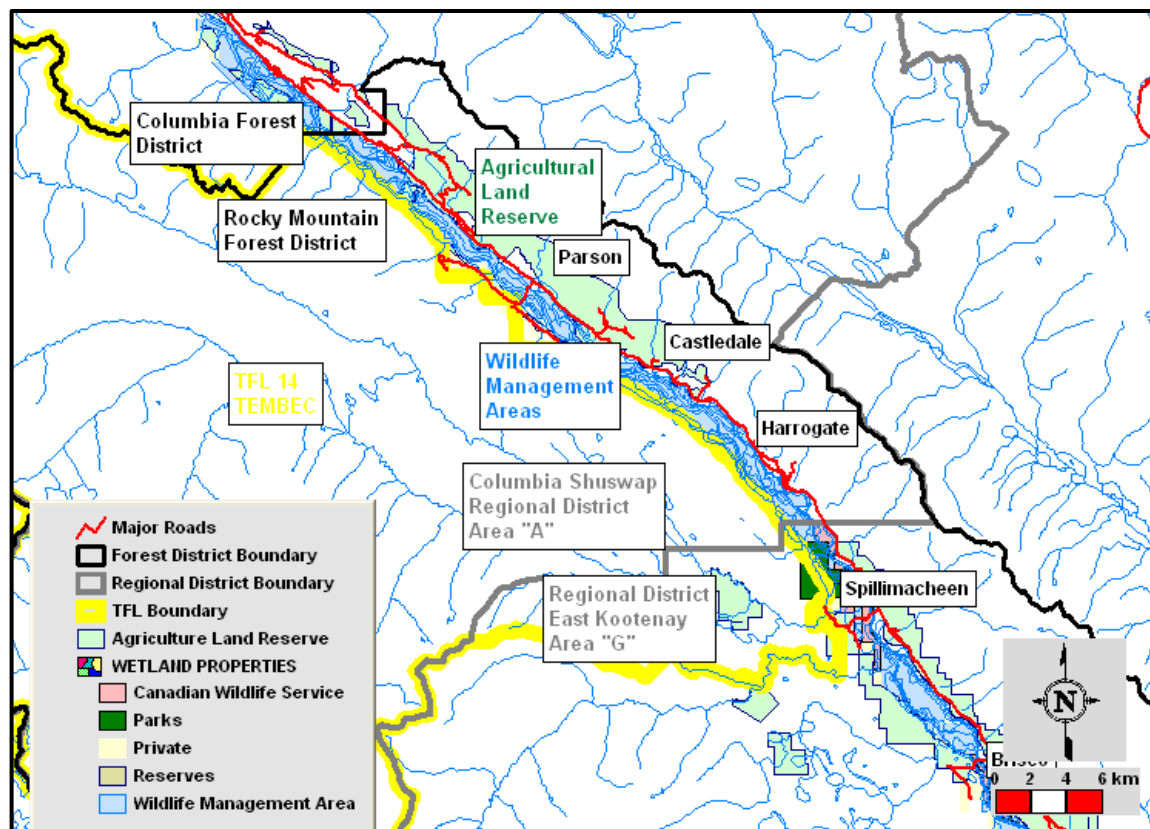 Columbia Forest
District
Rocky Mountain
Forest District
Agricultural
Land
Reserve
Parson
Castledale
TFL 14
TEMBEC
Wildlife
Management
Areas
Harrogate
Columbia Shuswap
Regional District
Area "A"
Regional District
East Kootenay
Area "G"
Spillimacheen
Major Roads
Forest District Boundary
Regional District Boundary
TFL Boundary
Agriculture Land Reserve
WETLAND PROPERTIES
Canadian Wildlife Service
Parks
Private
Reserves
Wildlife Management Area
N
Brisco
0 2 4 6 km